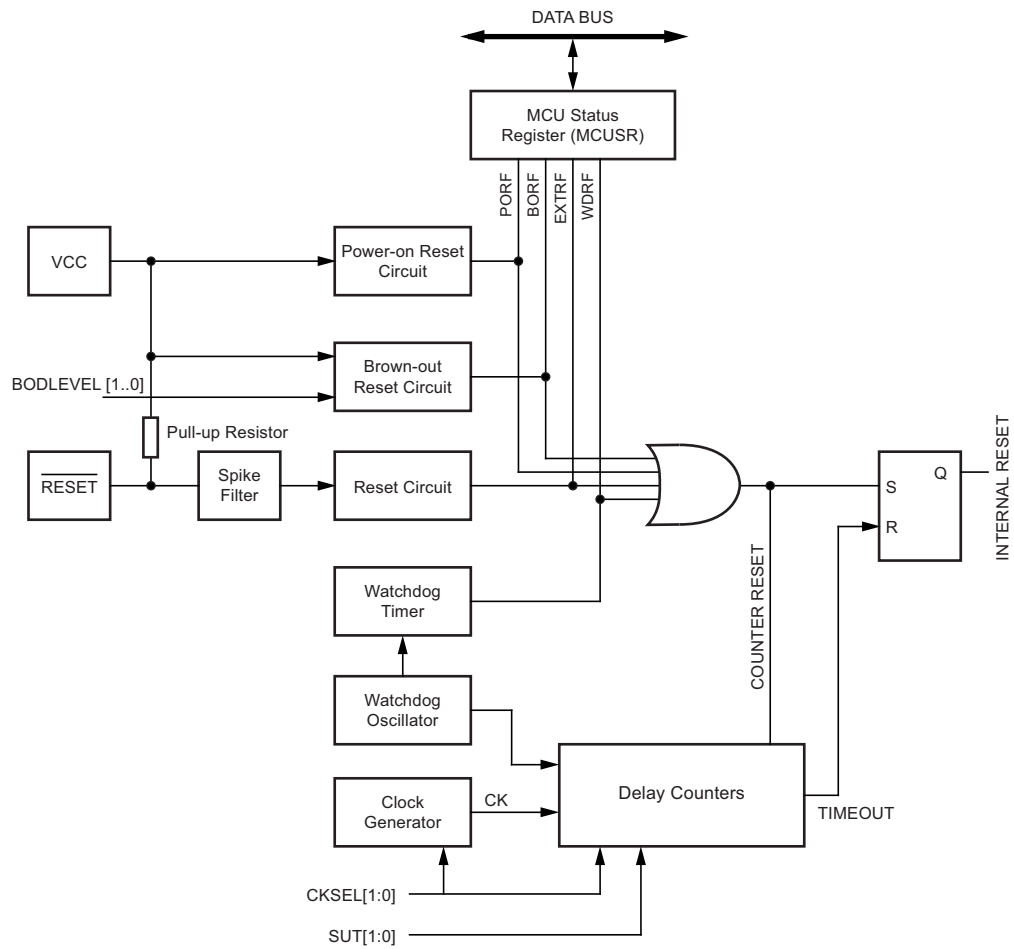 DATA BUS
MCU Status
Register (MCUSR)
PORF
BORF
EXTRF
WDRF
VCC
Power-on Reset
Circuit
Brown-out
Reset Circuit
BODLEVEL [1..0]
Pull-up Resistor
RESET
Spike
Filter
Reset Circuit
S
Q
R
INTERNAL RESET
Watchdog
Timer
COUNTER RESET
Watchdog
Oscillator
Clock
Generator
CK
Delay Counters
TIMEOUT
CKSEL[1:0]
SUT[1:0]